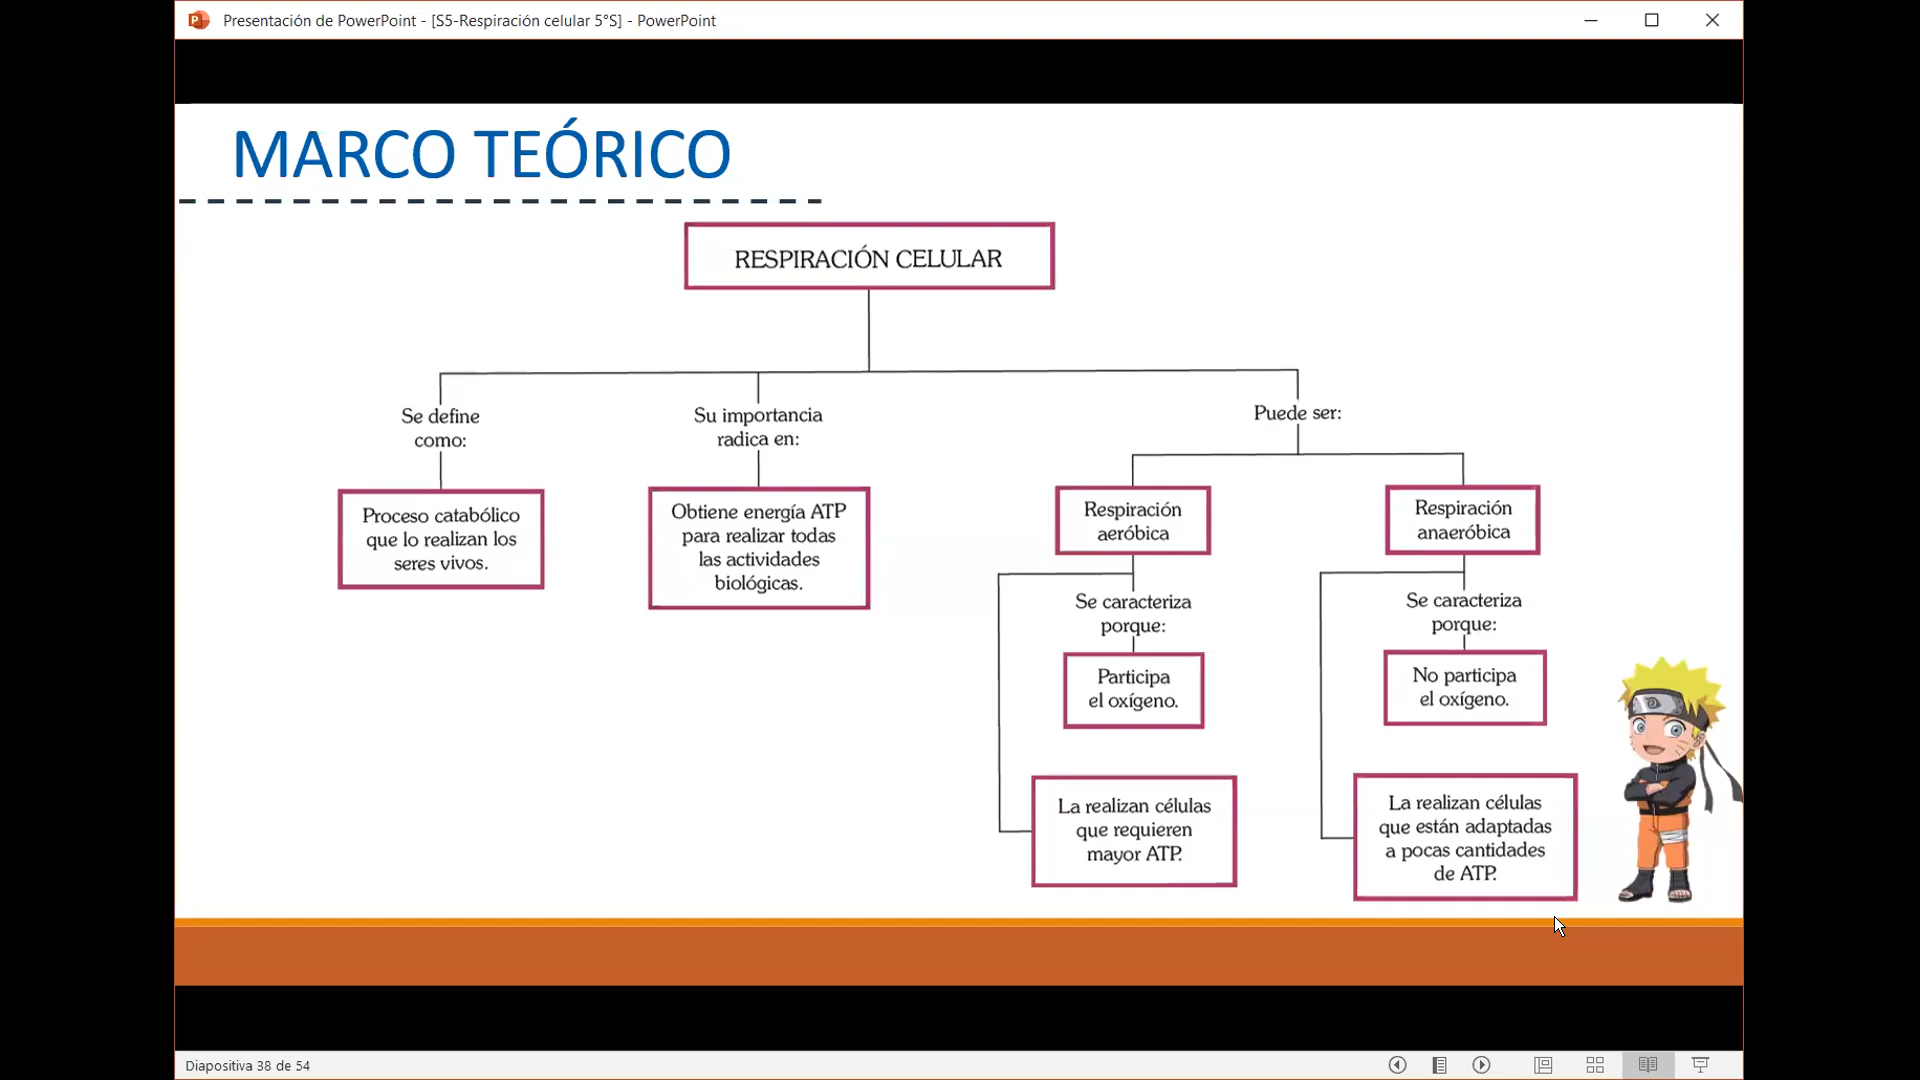 Presentación de PowerPoint - [S5-Respiración celular 5°S] - PowerPoint
MARCO TEÓRICO
RESPIRACIÓN CELULAR
Se define
como:
Proceso catabólico
que lo realizan los
seres vivos.
Su importancia
radica en:
Obtiene energía ATP
para realizar todas
las actividades
biológicas.
Puede ser:
Respiración
aeróbica
Se caracteriza
porque:
Participa
el oxígeno.
La realizan células
que requieren
mayor ATP.
Respiración
anaeróbica
Se caracteriza
porque:
No participa
el oxígeno.
La realizan células
que están adaptadas
a pocas cantidades
de ATP.
Diapositiva 38 de 54